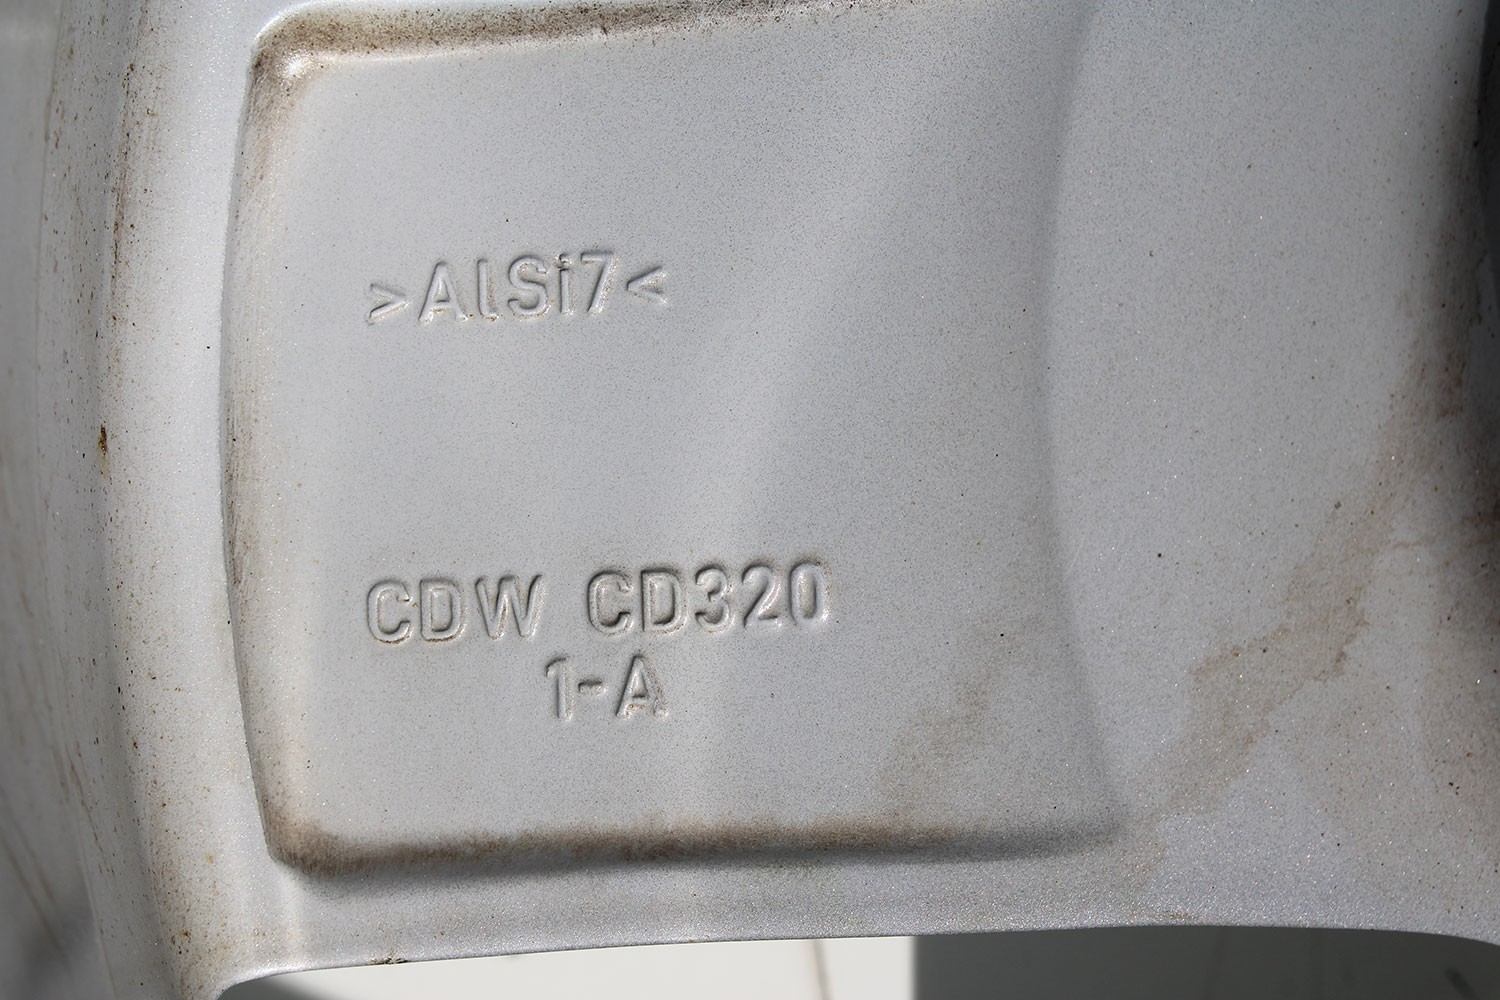 >AlSi7<
CDW CD320
1-A